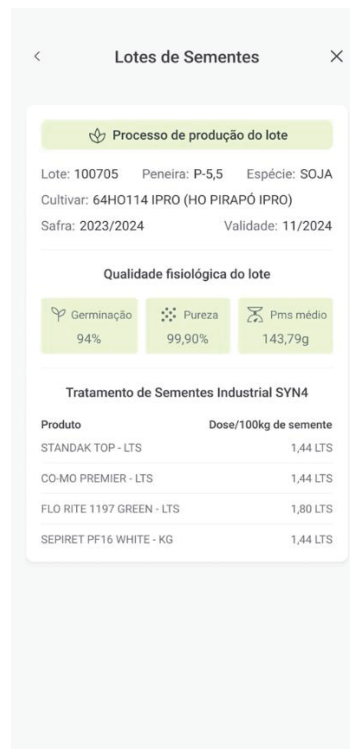 Lotes de Sementes
Processo de produção do lote
Lote: 100705 Peneira: P-5,5 Espécie: SOJA
Cultivar: 64HO114 IPRO (HO PIRAPÓ IPRO)
Safra: 2023/2024 Validade: 11/2024
Qualidade fisiológica do lote
Germinação Pureza Pms médio
94% 99,90% 143,79g
Tratamento de Sementes Industrial SYN4
Produto Dose/100kg de semente
STANDAK TOP - LTS 1,44 LTS
CO-MO PREMIER - LTS 1,44 LTS
FLO RITE 1197 GREEN - LTS 1,80 LTS
SEPIRET PF16 WHITE - KG 1,44 LTS